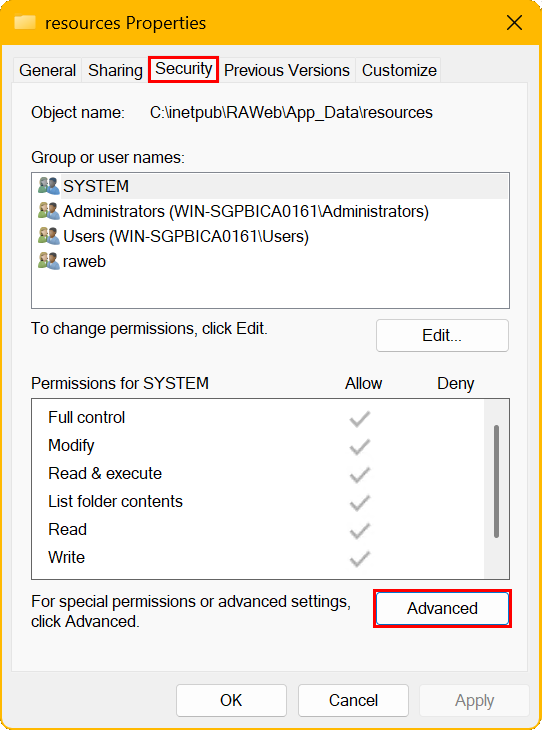 resources Properties
General Sharing Security Previous Versions Customize
Object name: C:\inetpub\RAWeb\App_Data\resources
Group or user names:
SYSTEM
Administrators (WIN-SGPBICA0161\Administrators)
Users (WIN-SGPBICA0161\Users)
raweb
To change permissions, click Edit.
Edit...
Permissions for SYSTEM Allow Deny
Full control
Modify
Read & execute
List folder contents
Read
Write
For special permissions or advanced settings,
click Advanced.
Advanced
OK Cancel Apply